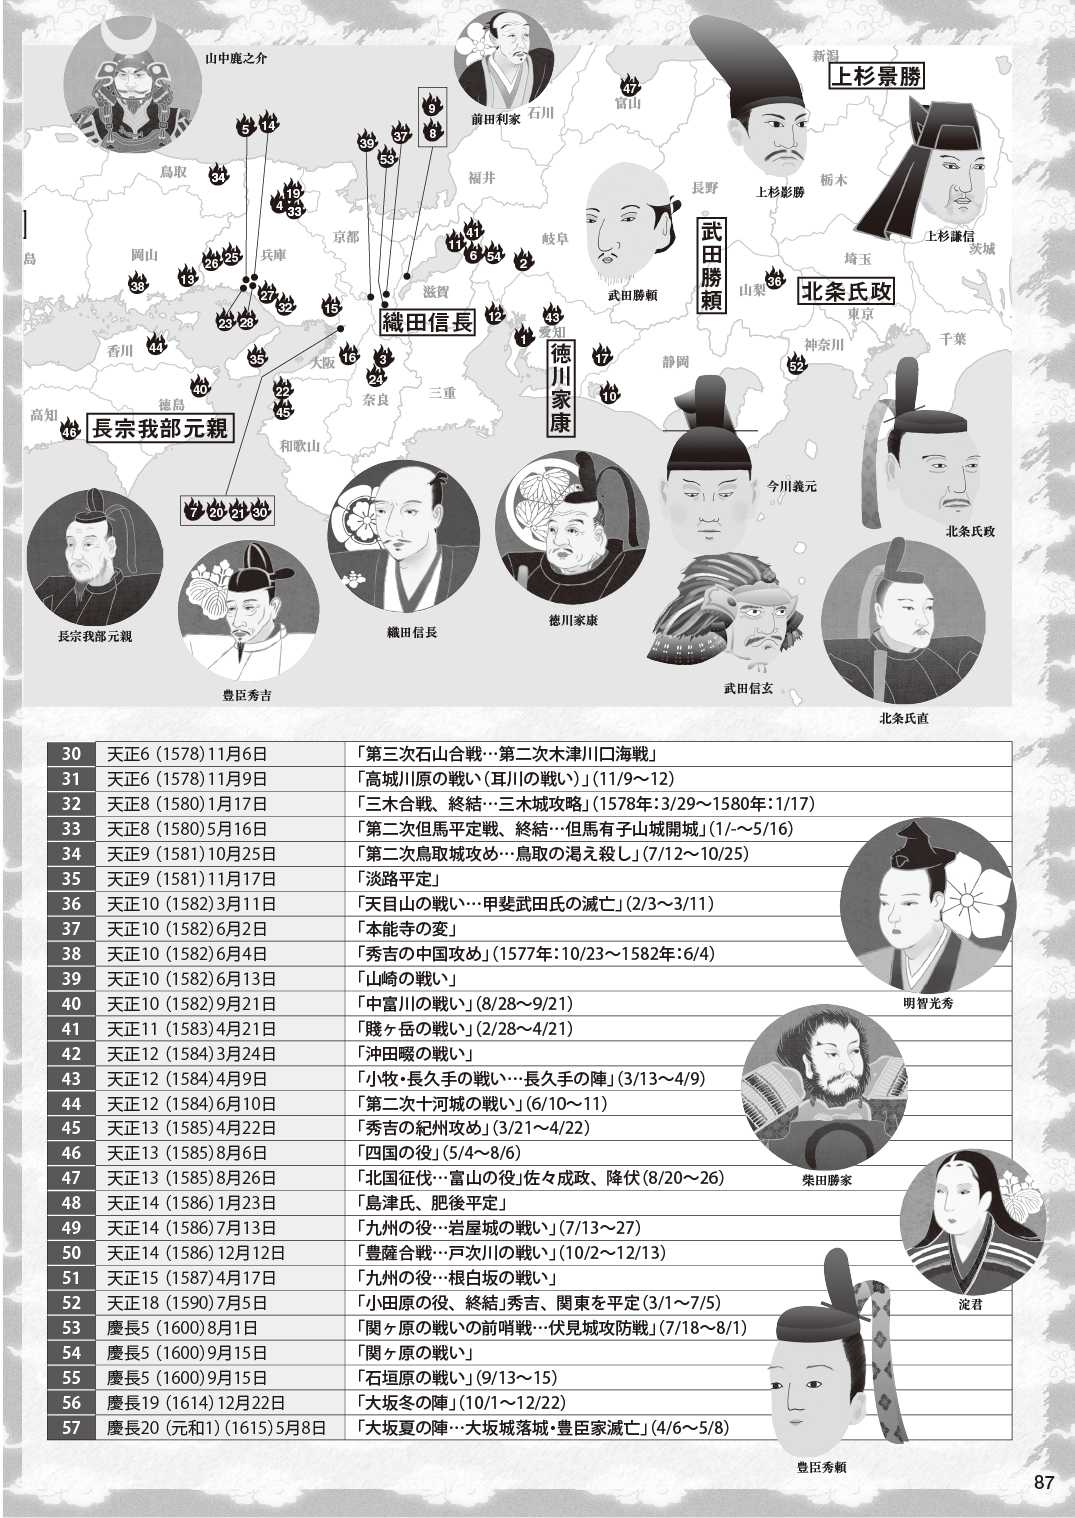 山中鹿之介
前田利家
石川
富山
47
新潟
上杉景勝
5
14
9
8
39
37
53
鳥取
34
19
4
33
福井
長野
上杉影勝
栃木
上杉謙信
茨城
京都
41
11
6
54
2
岐阜
武田勝頼
武田勝頼
埼玉
島
岡山
38
13
26
25
兵庫
27
32
23
28
15
滋賀
織田信長
12
43
愛知
1
山梨
36
北条氏政
東京
千葉
香川
44
35
大阪
16
3
24
奈良
三重
徳川家康
17
10
静岡
神奈川
52
高知
46
徳島
40
長宗我部元親
22
45
和歌山
7
20
21
30
今川義元
北条氏政
長宗我部元親
豊臣秀吉
織田信長
徳川家康
武田信玄
北条氏直
30 天正6（1578）11月6日 「第三次石山合戦…第二次木津川口海戦」
31 天正6（1578）11月9日 「高城川原の戦い（耳川の戦い）」（11/9〜12）
32 天正8（1580）1月17日 「三木合戦、終結…三木城攻略」（1578年：3/29〜1580年：1/17）
33 天正8（1580）5月16日 「第二次但馬平定戦、終結…但馬有子山城開城」（1/-〜5/16）
34 天正9（1581）10月25日 「第二次鳥取城攻め…鳥取の渇え殺し」（7/12〜10/25）
35 天正9（1581）11月17日 「淡路平定」
36 天正10（1582）3月11日 「天目山の戦い…甲斐武田氏の滅亡」（2/3〜3/11）
37 天正10（1582）6月2日 「本能寺の変」
38 天正10（1582）6月4日 「秀吉の中国攻め」（1577年：10/23〜1582年：6/4）
39 天正10（1582）6月13日 「山崎の戦い」
40 天正10（1582）9月21日 「中富川の戦い」（8/28〜9/21）
41 天正11（1583）4月21日 「賤ヶ岳の戦い」（2/28〜4/21）
42 天正12（1584）3月24日 「沖田畷の戦い」
43 天正12（1584）4月9日 「小牧・長久手の戦い…長久手の陣」（3/13〜4/9）
44 天正12（1584）6月10日 「第二次十河城の戦い」（6/10〜11）
45 天正13（1585）4月22日 「秀吉の紀州攻め」（3/21〜4/22）
46 天正13（1585）8月6日 「四国の役」（5/4〜8/6）
47 天正13（1585）8月26日 「北国征伐…富山の役」佐々成政、降伏（8/20〜26）
48 天正14（1586）1月23日 「島津氏、肥後平定」
49 天正14（1586）7月13日 「九州の役…岩屋城の戦い」（7/13〜27）
50 天正14（1586）12月12日 「豊薩合戦…戸次川の戦い」（10/2〜12/13）
51 天正15（1587）4月17日 「九州の役…根白坂の戦い」
52 天正18（1590）7月5日 「小田原の役、終結」秀吉、関東を平定（3/1〜7/5）
53 慶長5（1600）8月1日 「関ヶ原の戦いの前哨戦…伏見城攻防戦」（7/18〜8/1）
54 慶長5（1600）9月15日 「関ヶ原の戦い」
55 慶長5（1600）9月15日 「石垣原の戦い」（9/13〜15）
56 慶長19（1614）12月22日 「大坂冬の陣」（10/1〜12/22）
57 慶長20（元和1）（1615）5月8日 「大坂夏の陣…大坂城落城・豊臣家滅亡」（4/6〜5/8）
明智光秀
柴田勝家
淀君
豊臣秀頼
87